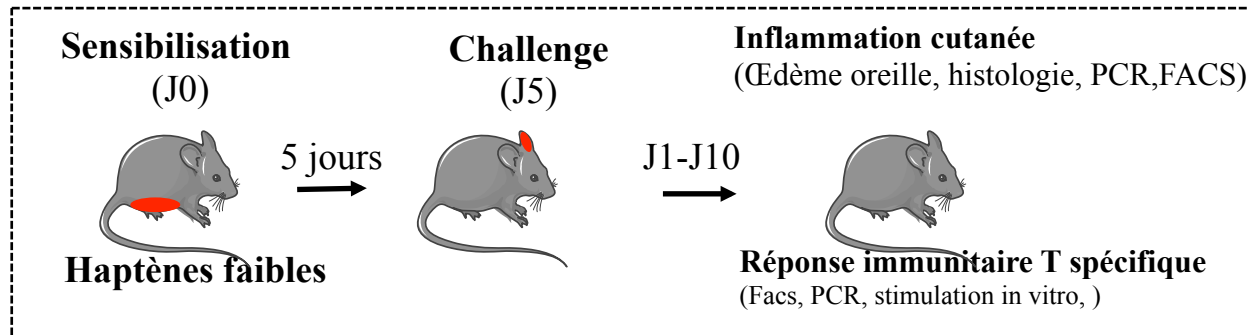 Sensibilisation
(J0)
Challenge
(J5)
Inflammation cutanée
(Œdème oreille, histologie, PCR,FACS)
5 jours
J1-J10
Haptènes faibles
Réponse immunitaire T spécifique
(Facs, PCR, stimulation in vitro, )